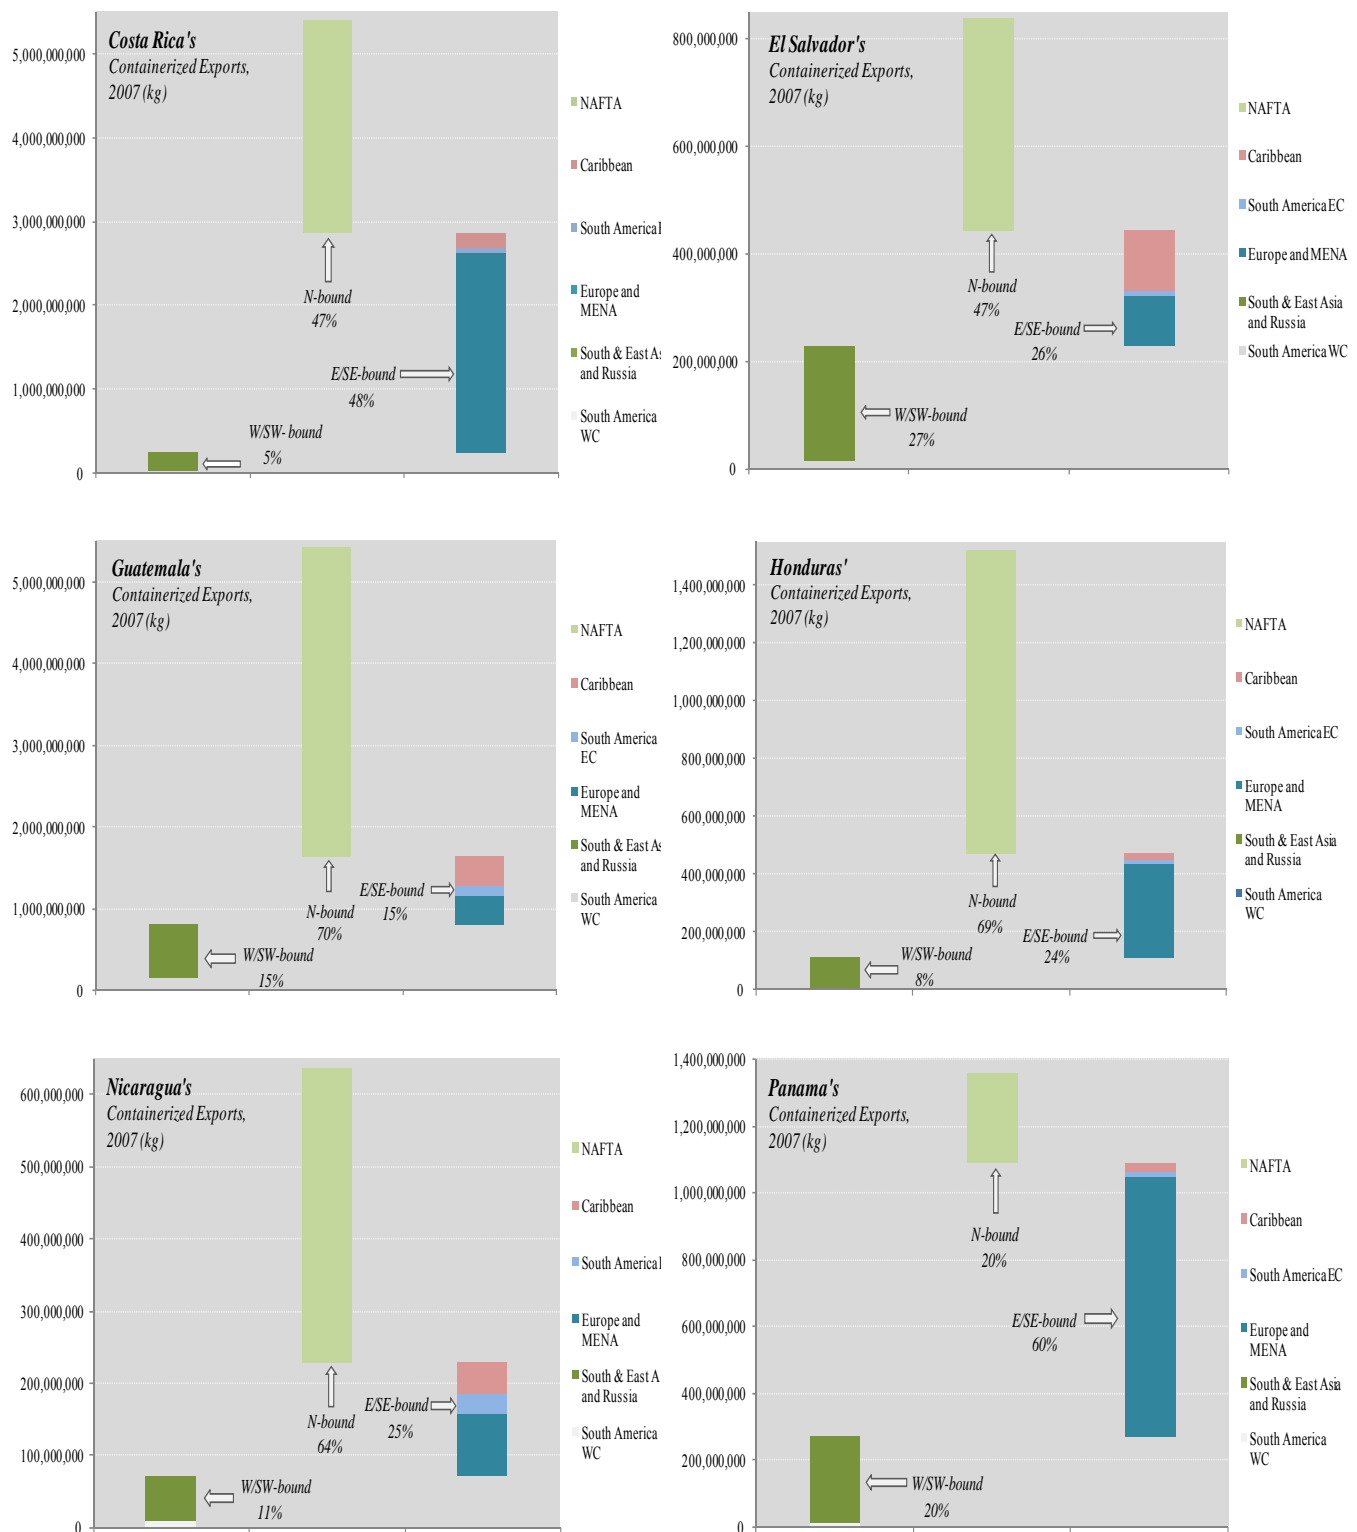 Costa Rica's
Containerized Exports,
2007 (kg)
5,000,000,000
4,000,000,000
3,000,000,000
2,000,000,000
1,000,000,000
0
N-bound
47%
E/SE-bound
48%
W/SW- bound
5%
NAFTA
Caribbean
South America
Europe and
MENA
South & East As
and Russia
South America
WC
El Salvador's
Containerized Exports,
2007 (kg)
800,000,000
600,000,000
400,000,000
200,000,000
0
N-bound
47%
E/SE-bound
26%
W/SW-bound
27%
NAFTA
Caribbean
South America EC
Europe and MENA
South & East Asia
and Russia
South America WC
Guatemala's
Containerized Exports,
2007 (kg)
5,000,000,000
4,000,000,000
3,000,000,000
2,000,000,000
1,000,000,000
0
N-bound
70%
E/SE-bound
15%
W/SW-bound
15%
NAFTA
Caribbean
South America
EC
Europe and
MENA
South & East As
and Russia
South America
WC
Honduras'
Containerized Exports,
2007 (kg)
1,400,000,000
1,200,000,000
1,000,000,000
800,000,000
600,000,000
400,000,000
200,000,000
0
N-bound
69%
E/SE-bound
24%
W/SW-bound
8%
NAFTA
Caribbean
South America EC
Europe and
MENA
South & East Asia
and Russia
South America
WC
Nicaragua's
Containerized Exports,
2007 (kg)
600,000,000
500,000,000
400,000,000
300,000,000
200,000,000
100,000,000
0
N-bound
64%
E/SE-bound
25%
W/SW-bound
11%
NAFTA
Caribbean
South America
Europe and
MENA
South & East A
and Russia
South America
WC
Panama's
Containerized Exports,
2007 (kg)
1,400,000,000
1,200,000,000
1,000,000,000
800,000,000
600,000,000
400,000,000
200,000,000
0
N-bound
20%
E/SE-bound
60%
W/SW-bound
20%
NAFTA
Caribbean
South America EC
Europe and
MENA
South & East Asia
and Russia
South America
WC